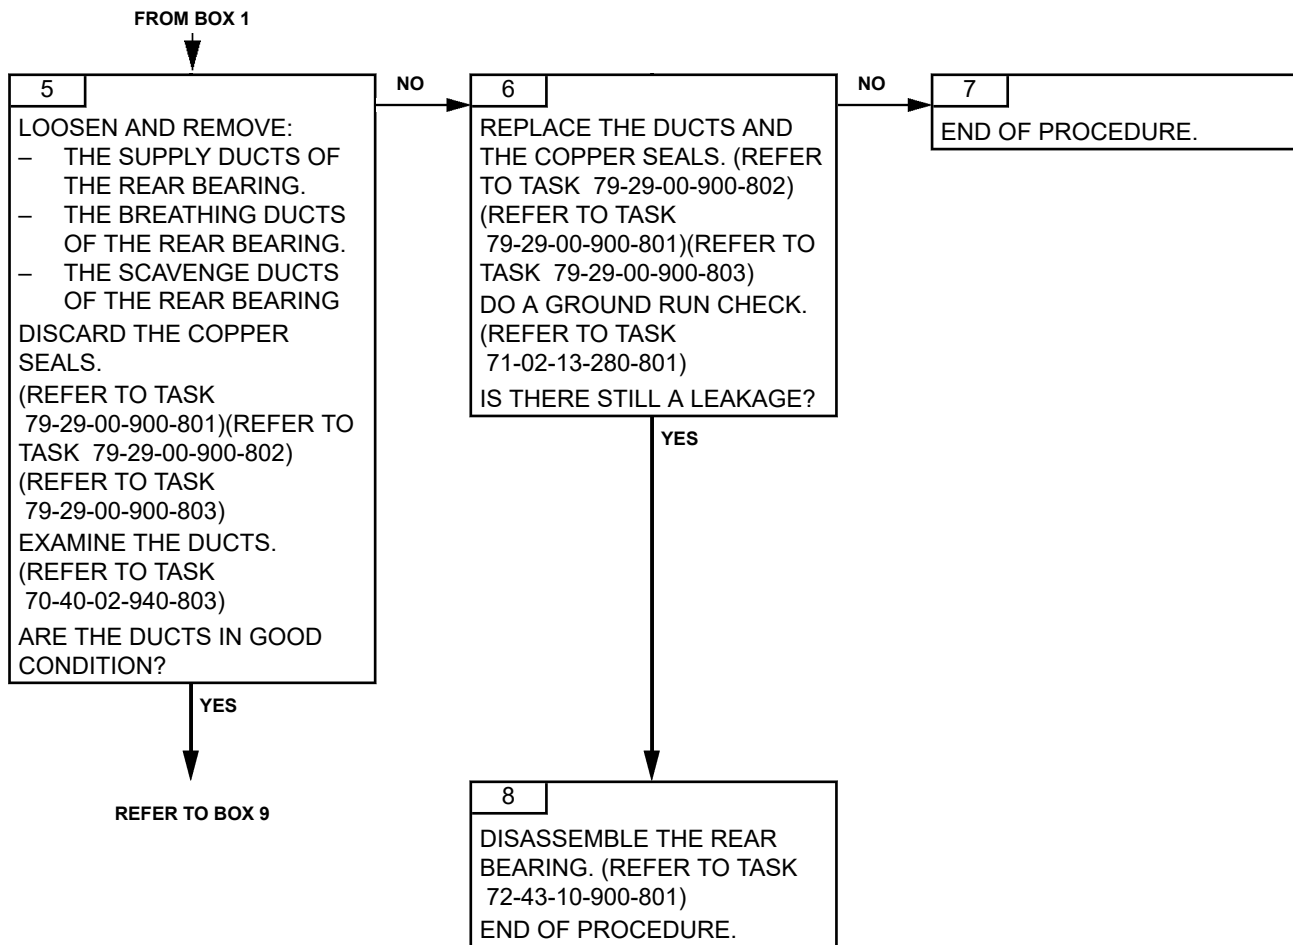 FROM BOX 1
5
LOOSEN AND REMOVE:
– THE SUPPLY DUCTS OF
THE REAR BEARING.
– THE BREATHING DUCTS
OF THE REAR BEARING.
– THE SCAVENGE DUCTS
OF THE REAR BEARING
DISCARD THE COPPER
SEALS.
(REFER TO TASK
79-29-00-900-801)(REFER TO
TASK 79-29-00-900-802)
(REFER TO TASK
79-29-00-900-803)
EXAMINE THE DUCTS.
(REFER TO TASK
70-40-02-940-803)
ARE THE DUCTS IN GOOD
CONDITION?
YES
REFER TO BOX 9
NO
6
REPLACE THE DUCTS AND
THE COPPER SEALS. (REFER
TO TASK 79-29-00-900-802)
(REFER TO TASK
79-29-00-900-801)(REFER TO
TASK 79-29-00-900-803)
DO A GROUND RUN CHECK.
(REFER TO TASK
71-02-13-280-801)
IS THERE STILL A LEAKAGE?
YES
8
DISASSEMBLE THE REAR
BEARING. (REFER TO TASK
72-43-10-900-801)
END OF PROCEDURE.
NO
7
END OF PROCEDURE.